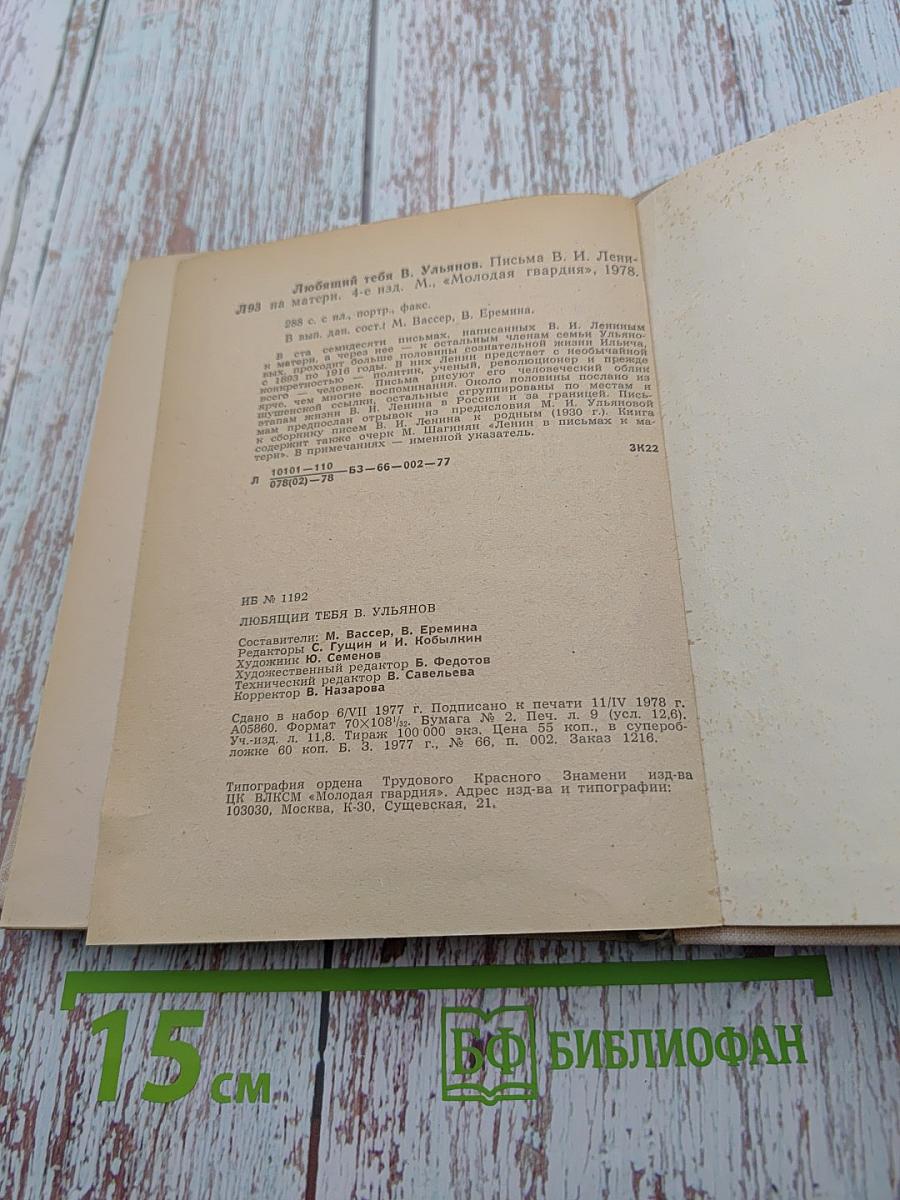 Любящий тебя В. Ульянов. Письма В. И. Лени-
Л93 на матери. 4-е изд. М., «Молодая гвардия», 1978.
288 с. с ил., портр., факс.
В вып. дан. сост.: М. Вассер, В. Еремина.
В ста семидесяти письмах, написанных В. И. Лениным
к матери, а через нее — к остальным членам семьи Ульяно-
вых, проходит больше половины сознательной жизни Ильича,
с 1893 по 1916 годы. В них Ленин предстает с необычайной
конкретностью — политик, ученый, революционер и прежде
всего — человек. Письма рисуют его человеческий облик
ярче, чем многие воспоминания. Около половины послано из
шушенской ссылки, остальные сгруппированы по местам и
этапам жизни В. И. Ленина в России и за границей. Пись-
мам предпослан отрывок из предисловия М. И. Ульяновой
к сборнику писем В. И. Ленина к родным (1930 г.). Книга
содержит также очерк М. Шагинян «Ленин в письмах к ма-
тери». В примечаниях — именной указатель.
Л 10101—110
078(02)—78 —БЗ—66—002—77
3К22
ИБ № 1192
ЛЮБЯЩИЙ ТЕБЯ В. УЛЬЯНОВ
Составители: М. Вассер, В. Еремина
Редакторы С. Гущин и И. Кобылкин
Художник Ю. Семенов
Художественный редактор Б. Федотов
Технический редактор В. Савельева
Корректор В. Назарова
Сдано в набор 6/VII 1977 г. Подписано к печати 11/IV 1978 г.
А05860. Формат 70×108¹/₃₂. Бумага № 2. Печ. л. 9 (усл. 12,6).
Уч.-изд. л. 11,8. Тираж 100 000 экз. Цена 55 коп., в супероб-
ложке 60 коп. Б. З. 1977 г., № 66, п. 002. Заказ 1216.
Типография ордена Трудового Красного Знамени изд-ва
ЦК ВЛКСМ «Молодая гвардия». Адрес изд-ва и типографии:
103030, Москва, К-30, Сущевская, 21.
15 см
БФ БИБЛИОФАН